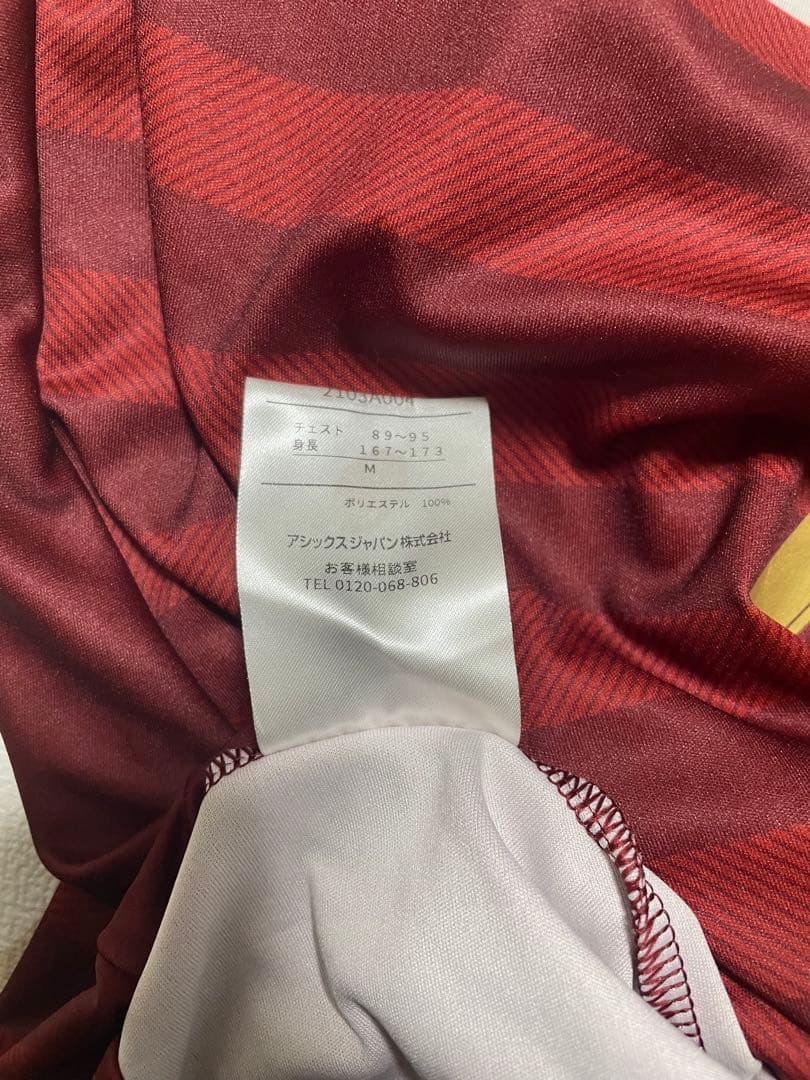 2103A004
チェスト 89～95
身長 167～173
M
ポリエステル 100%
アシックスジャパン株式会社
お客様相談室
TEL 0120-068-806